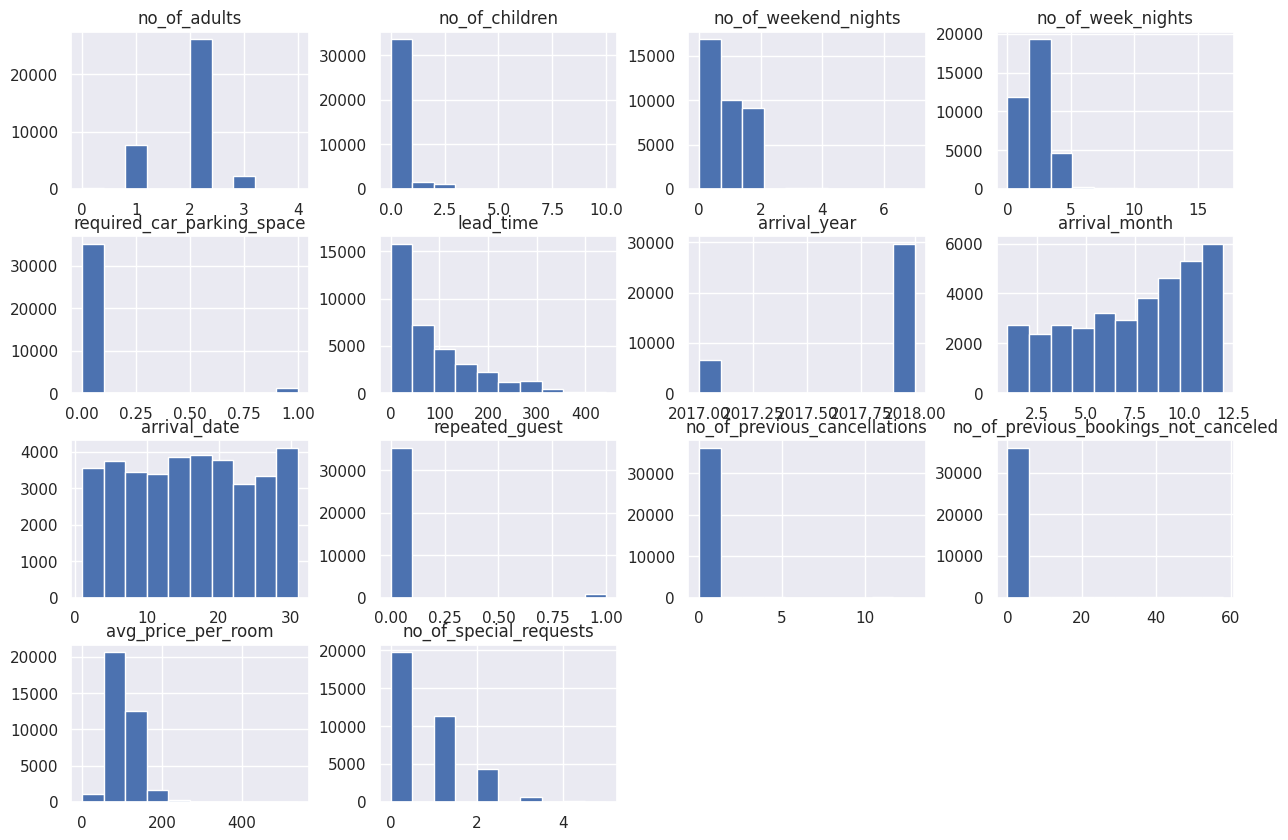 no_of_adults
20000
10000
0
0 1 2 3 4
no_of_children
30000
20000
10000
0
0.0 2.5 5.0 7.5 10.0
no_of_weekend_nights
15000
10000
5000
0
0 2 4 6
no_of_week_nights
20000
15000
10000
5000
0
0 5 10 15
required_car_parking_space
30000
20000
10000
0
0.00 0.25 0.50 0.75 1.00
lead_time
15000
10000
5000
0
0 100 200 300 400
arrival_year
30000
20000
10000
0
2017.00 2017.25 2017.50 2017.75 2018.00
arrival_month
6000
4000
2000
0
2.5 5.0 7.5 10.0 12.5
arrival_date
4000
3000
2000
1000
0
0 10 20 30
repeated_guest
30000
20000
10000
0
0.00 0.25 0.50 0.75 1.00
no_of_previous_cancellations
30000
20000
10000
0
0 5 10
no_of_previous_bookings_not_canceled
30000
20000
10000
0
0 20 40 60
avg_price_per_room
20000
15000
10000
5000
0
0 200 400
no_of_special_requests
20000
15000
10000
5000
0
0 2 4